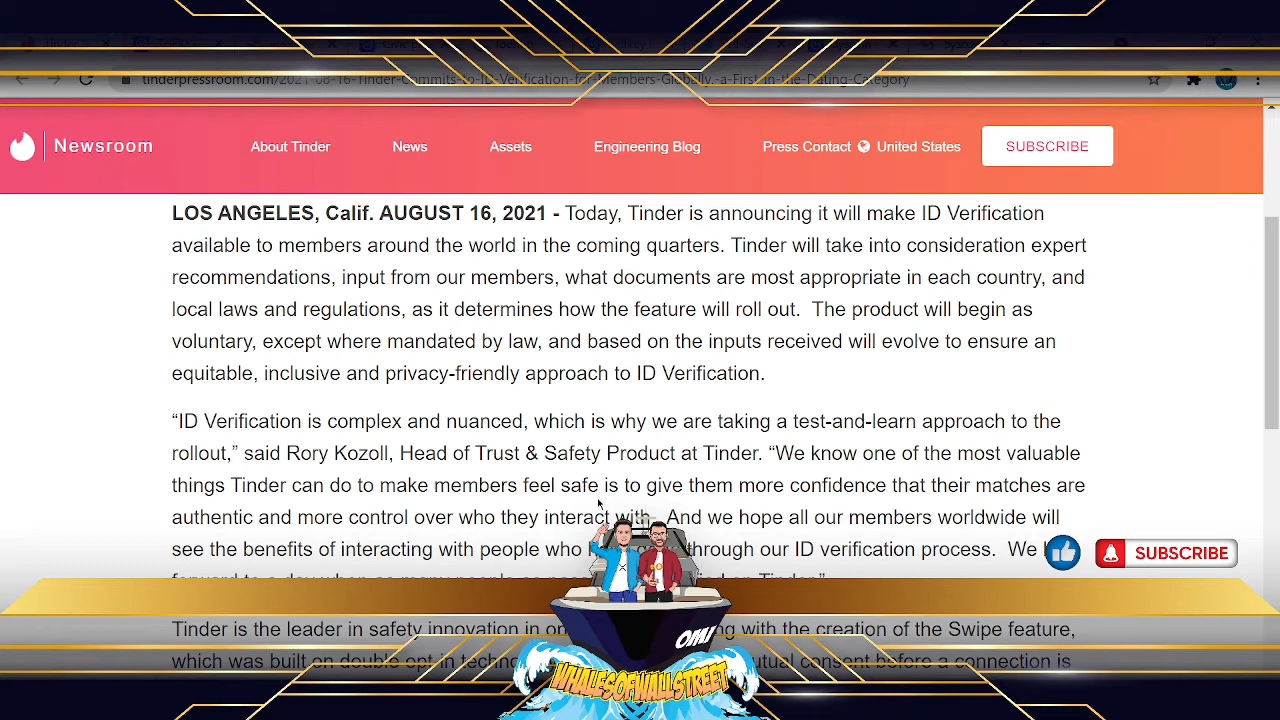 tinderpressroom.com/2021-08-16-Tinder-Commits-to-ID-Verification-for-Members-Globally,-a-First-in-the-Dating-Category
Newsroom About Tinder News Assets Engineering Blog Press Contact United States SUBSCRIBE
LOS ANGELES, Calif. AUGUST 16, 2021 - Today, Tinder is announcing it will make ID Verification
available to members around the world in the coming quarters. Tinder will take into consideration expert
recommendations, input from our members, what documents are most appropriate in each country, and
local laws and regulations, as it determines how the feature will roll out. The product will begin as
voluntary, except where mandated by law, and based on the inputs received will evolve to ensure an
equitable, inclusive and privacy-friendly approach to ID Verification.
“ID Verification is complex and nuanced, which is why we are taking a test-and-learn approach to the
rollout,” said Rory Kozoll, Head of Trust & Safety Product at Tinder. “We know one of the most valuable
things Tinder can do to make members feel safe is to give them more confidence that their matches are
authentic and more control over who they interact with. And we hope all our members worldwide will
see the benefits of interacting with people who through our ID verification process. We
SUBSCRIBE
Tinder is the leader in safety innovation in with the creation of the Swipe feature,
OMI
which was built on double opt-in mutual consent before a connection is
WHALESOFWALLSTREET